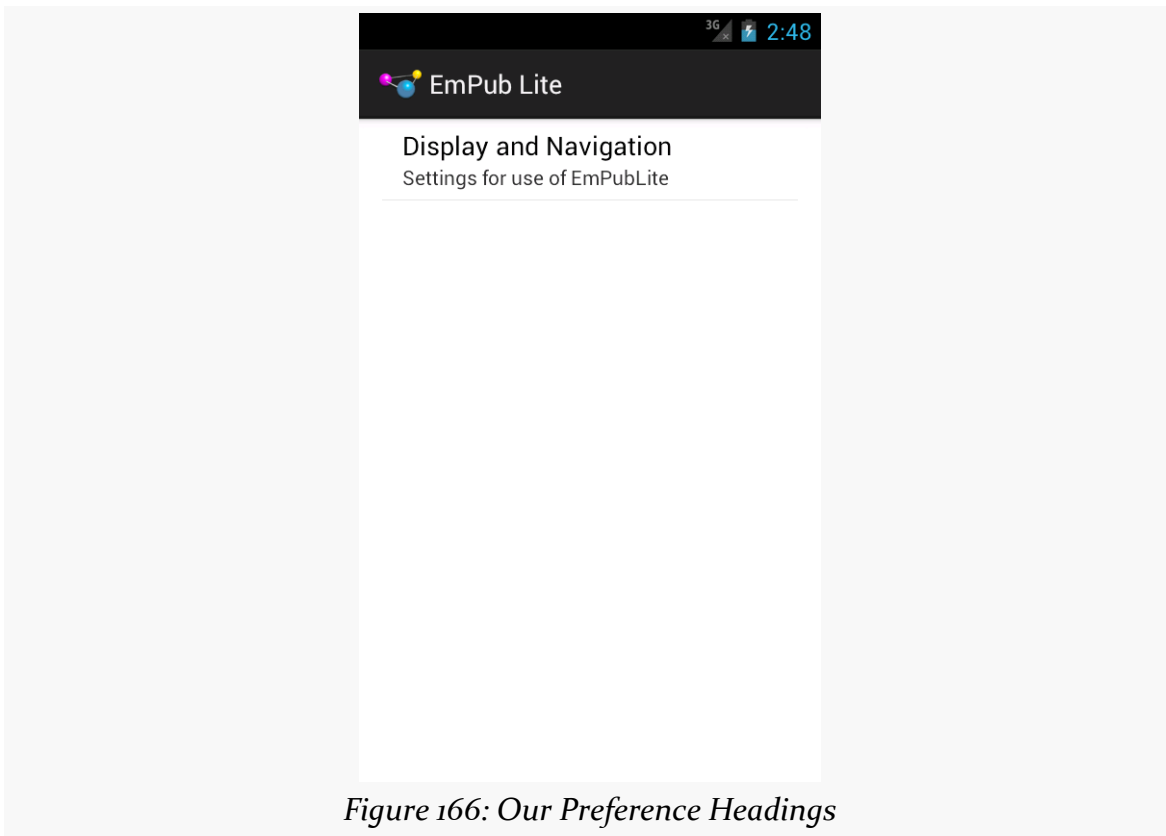 3G 2:48
EmPub Lite
Display and Navigation
Settings for use of EmPubLite
Figure 166: Our Preference Headings